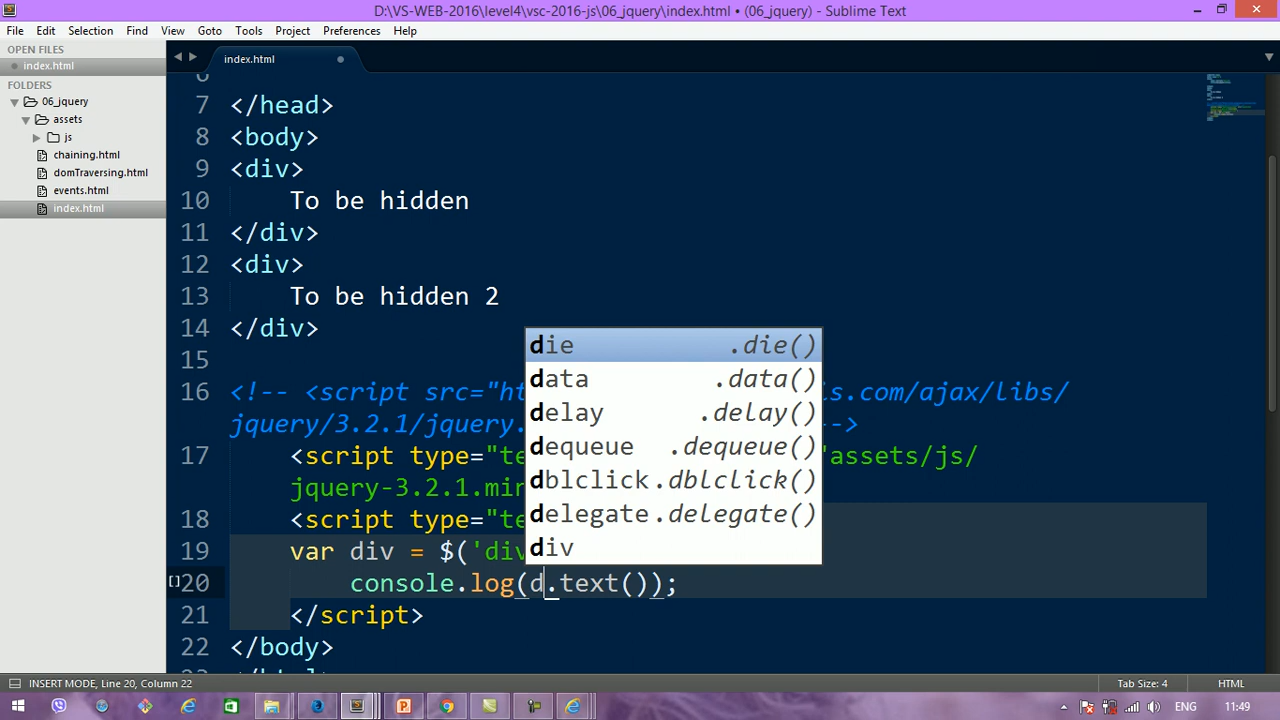 D:\VS-WEB-2016\level4\vsc-2016-js\06_jquery\index.html • (06_jquery) - Sublime Text
File Edit Selection Find View Goto Tools Project Preferences Help
OPEN FILES
index.html
FOLDERS
06_jquery
assets
js
chaining.html
domTraversing.html
events.html
index.html
index.html
7 </head>
8 <body>
9 <div>
10 To be hidden
11 </div>
12 <div>
13 To be hidden 2
14 </div>
15
16 <!-- <script src="ht is.com/ajax/libs/
jquery/3.2.1/jquery. -->
17 <script type="te assets/js/
jquery-3.2.1.min
18 <script type="te
19 var div = $('div
20 console.log(d.text());
21 </script>
22 </body>
die .die()
data .data()
delay .delay()
dequeue .dequeue()
dblclick .dblclick()
delegate .delegate()
div
INSERT MODE, Line 20, Column 22 Tab Size: 4 HTML
ENG 11:49